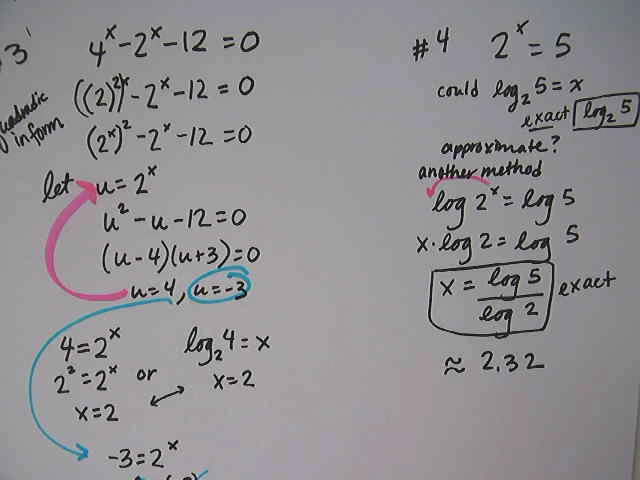 3
4^x - 2^x - 12 = 0
((2)^2)^x - 2^x - 12 = 0
quadradic
in form
(2^x)^2 - 2^x - 12 = 0
let u = 2^x
u^2 - u - 12 = 0
(u - 4)(u + 3) = 0
u = 4, u = -3
4 = 2^x
2^2 = 2^x
x = 2
or
log_2 4 = x
x = 2
-3 = 2^x
#4 2^x = 5
could log_2 5 = x
exact log_2 5
approximate?
another method
log 2^x = log 5
x · log 2 = log 5
x = log 5 / log 2 exact
≈ 2.32